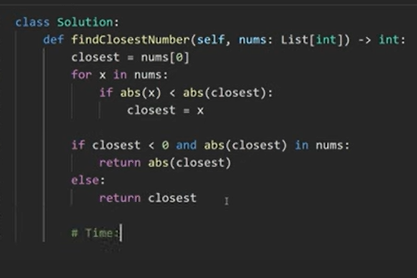 class Solution:
    def findClosestNumber(self, nums: List[int]) -> int:
        closest = nums[0]
        for x in nums:
            if abs(x) < abs(closest):
                closest = x

        if closest < 0 and abs(closest) in nums:
            return abs(closest)
        else:
            return closest

        # Time: